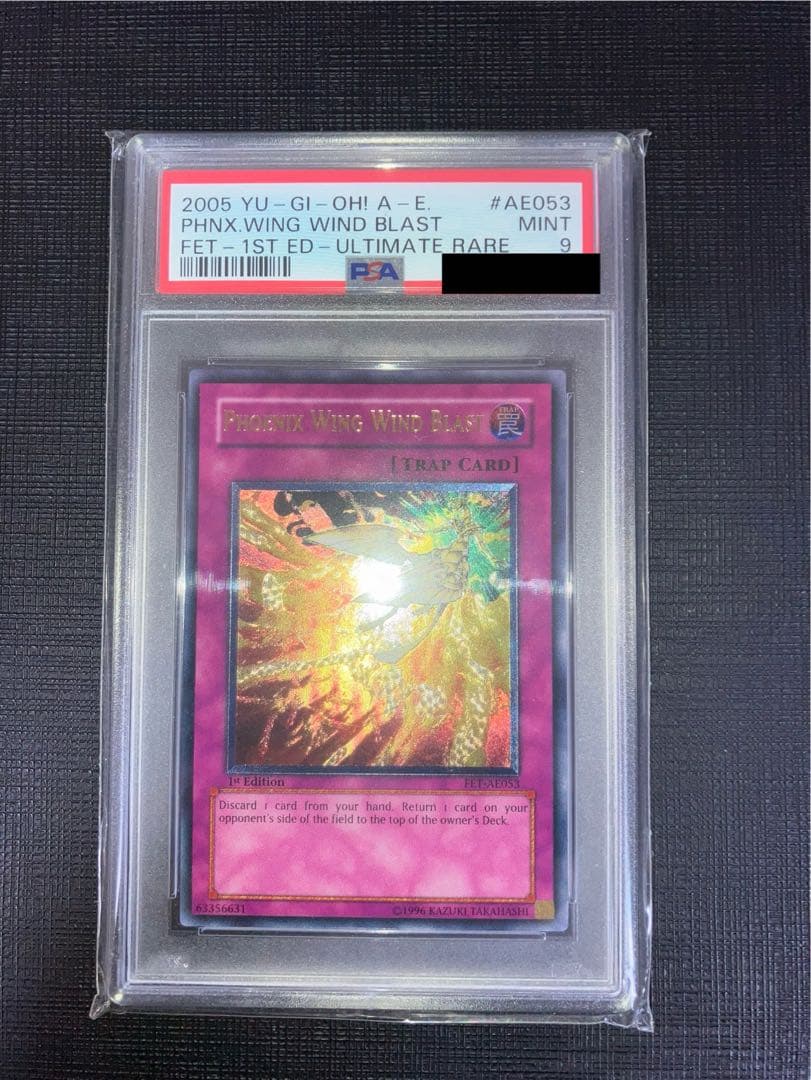 2005 YU-GI-OH! A-E. #AE053
PHNX.WING WIND BLAST MINT
FET-1ST ED-ULTIMATE RARE 9
PSA
PHOENIX WING WIND BLAST
TRAP
罠
[TRAP CARD]
1st Edition FET-AE053
Discard 1 card from your hand. Return 1 card on your
opponent's side of the field to the top of the owner's Deck.
63356631 ©1996 KAZUKI TAKAHASHI